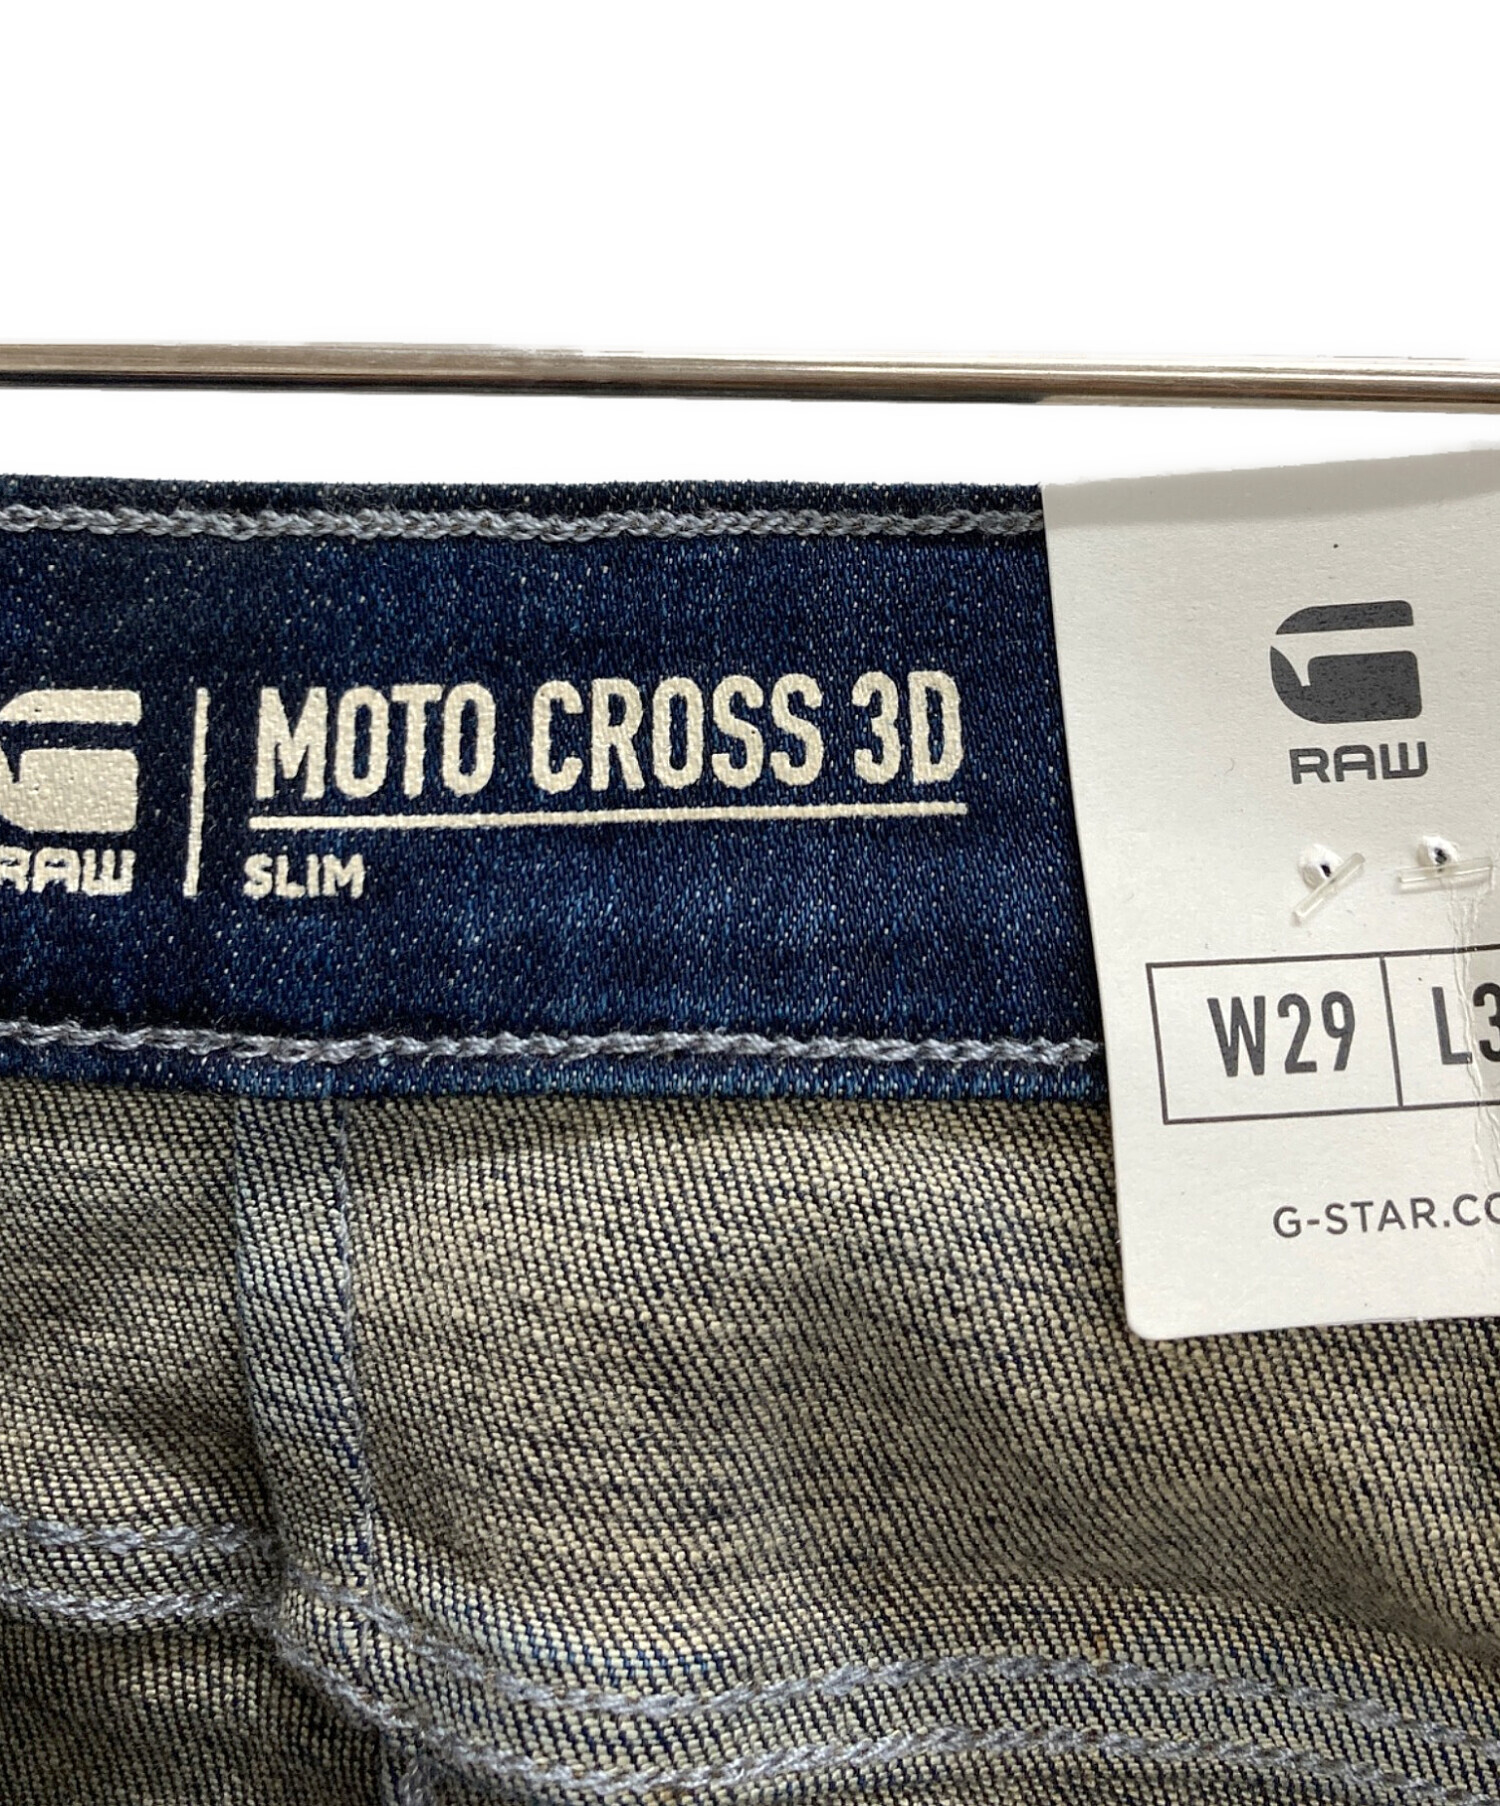 RAW
MOTO CROSS 3D
SLIM
RAW
W29
G-STAR.CO